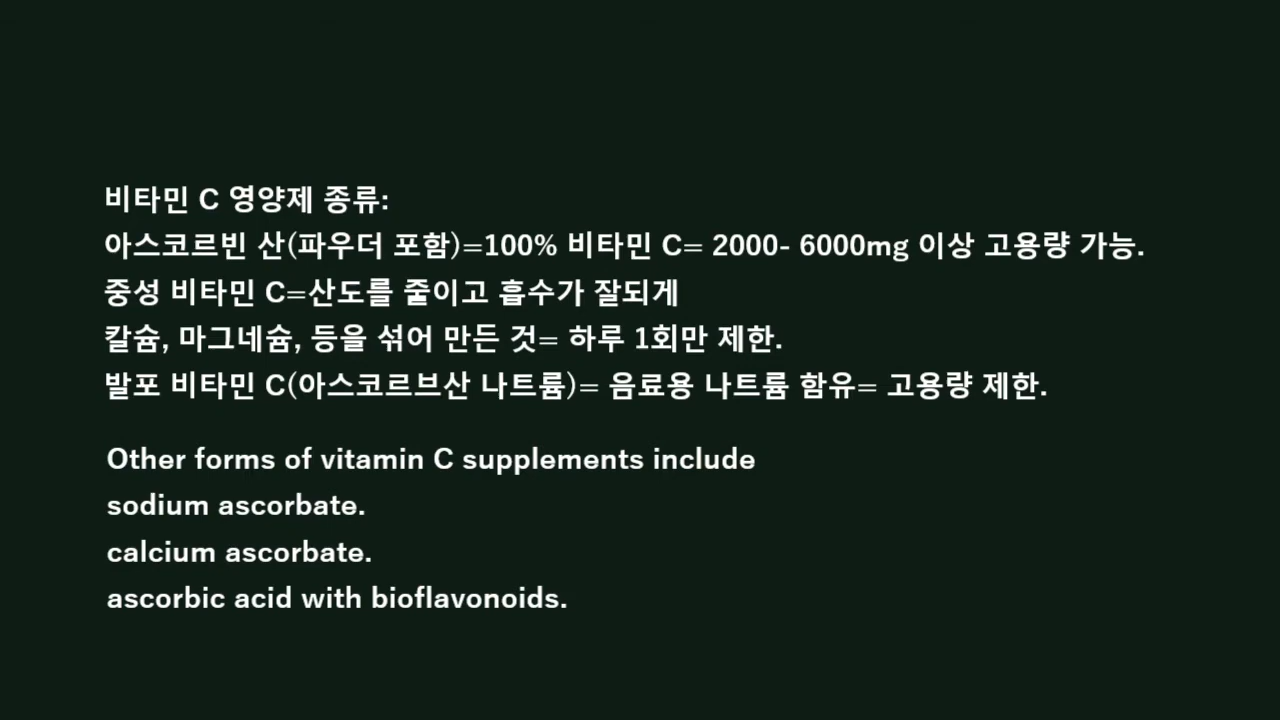 비타민 C 영양제 종류:
아스코르빈 산(파우더 포함)=100% 비타민 C= 2000- 6000mg 이상 고용량 가능.
중성 비타민 C=산도를 줄이고 흡수가 잘되게
칼슘, 마그네슘, 등을 섞어 만든 것= 하루 1회만 제한.
발포 비타민 C(아스코르브산 나트륨)= 음료용 나트륨 함유= 고용량 제한.
Other forms of vitamin C supplements include
sodium ascorbate.
calcium ascorbate.
ascorbic acid with bioflavonoids.